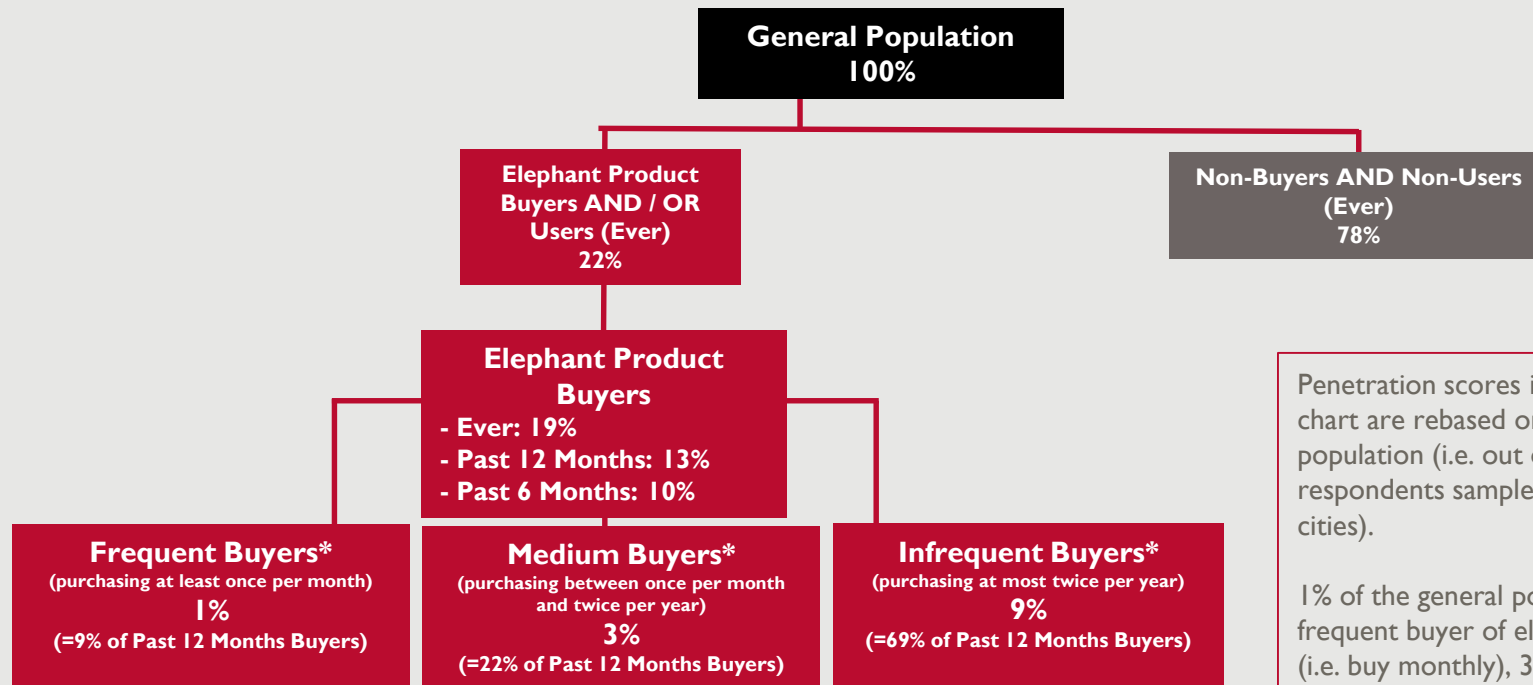 General Population
100%
Elephant Product
Buyers AND / OR
Users (Ever)
22%
Non-Buyers AND Non-Users
(Ever)
78%
Elephant Product
Buyers
- Ever: 19%
- Past 12 Months: 13%
- Past 6 Months: 10%
Frequent Buyers*
(purchasing at least once per month)
1%
(=9% of Past 12 Months Buyers)
Medium Buyers*
(purchasing between once per month
and twice per year)
3%
(=22% of Past 12 Months Buyers)
Infrequent Buyers*
(purchasing at most twice per year)
9%
(=69% of Past 12 Months Buyers)
Penetration scores
chart are rebased
population (i.e. out
respondents
cities).
1% of the general
frequent buyer of
(i.e. buy monthly),